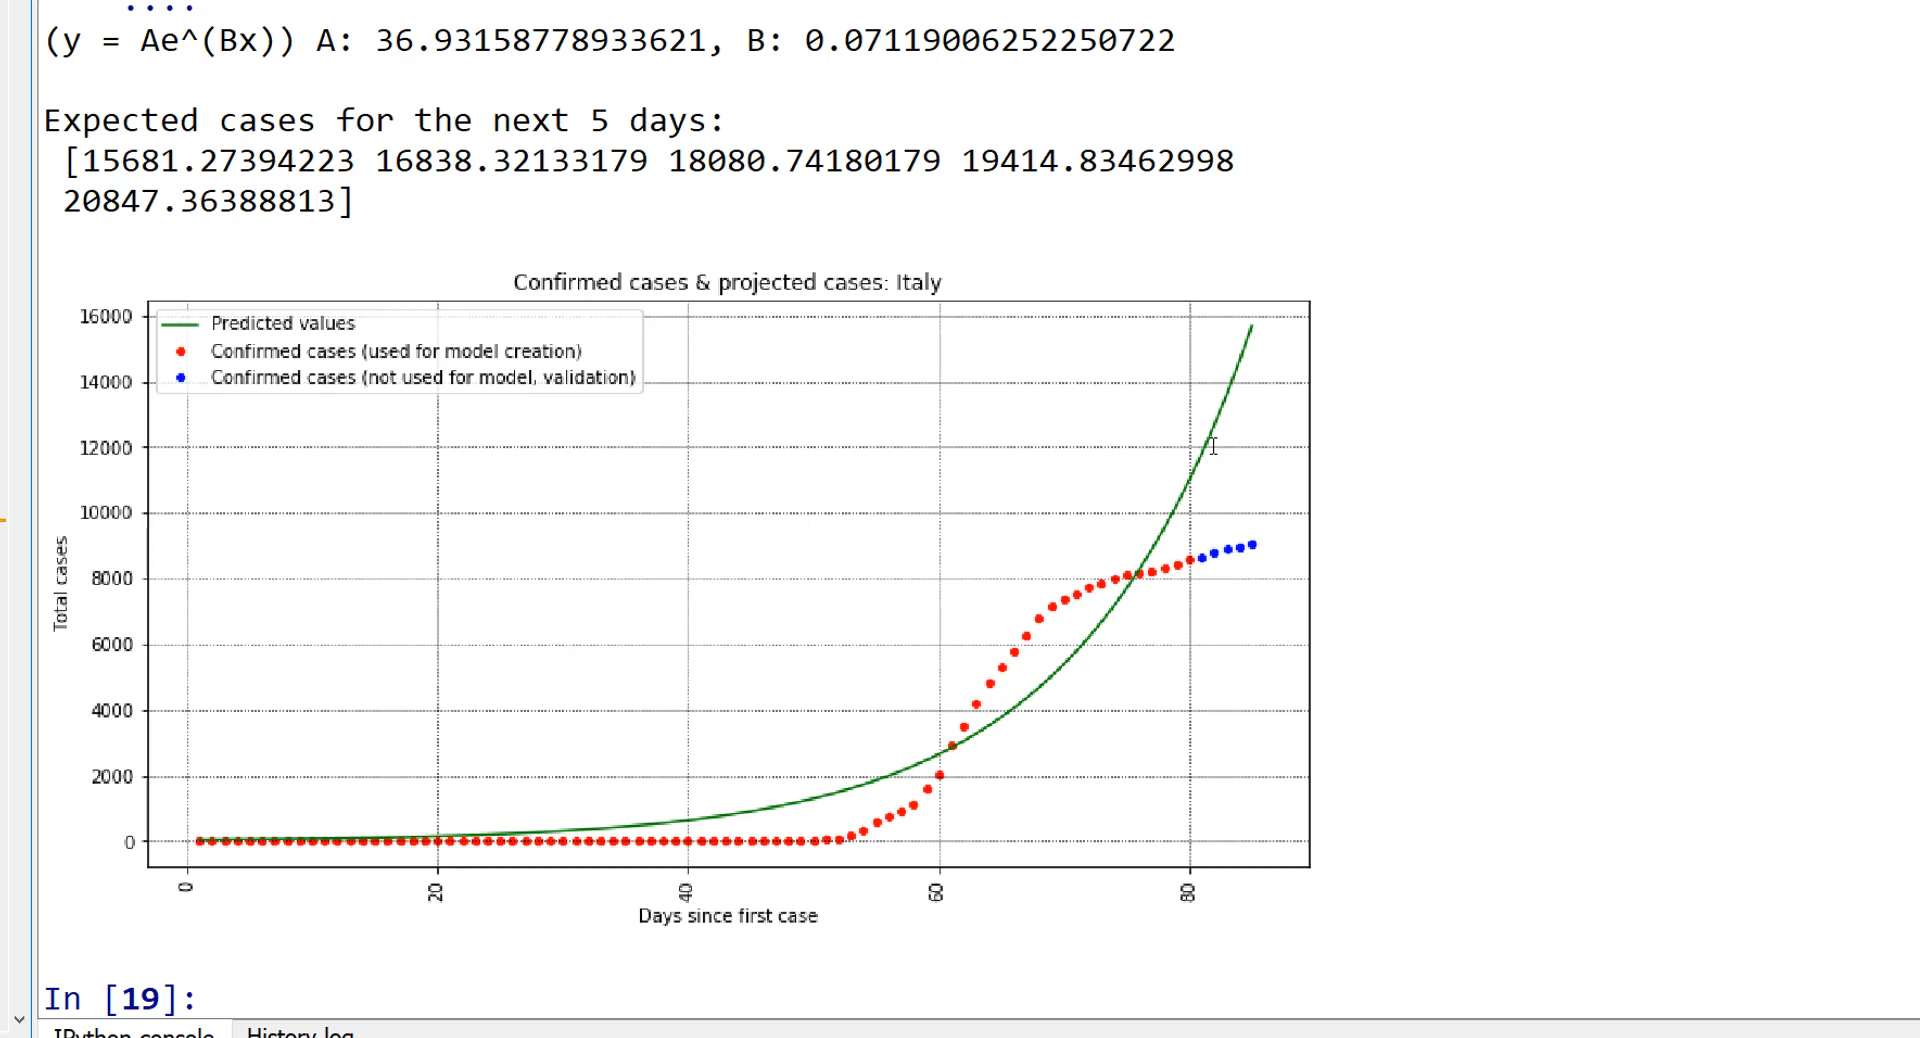 (y = Ae^(Bx)) A: 36.93158778933621, B: 0.07119006252250722
Expected cases for the next 5 days:
[15681.27394223 16838.32133179 18080.74180179 19414.83462998
20847.36388813]
Confirmed cases & projected cases: Italy
Predicted values
Confirmed cases (used for model creation)
Confirmed cases (not used for model, validation)
16000
14000
12000
10000
8000
6000
4000
2000
0
Total cases
0 20 40 60 80
Days since first case
In [19]:
IPython console History log